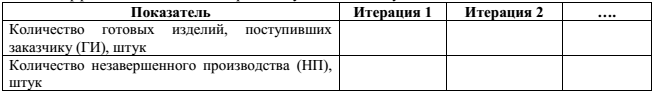 Показатель Итерация 1 Итерация 2 ….
Количество готовых изделий, поступивших
заказчику (ГИ), штук
Количество незавершенного производства (НП),
штук